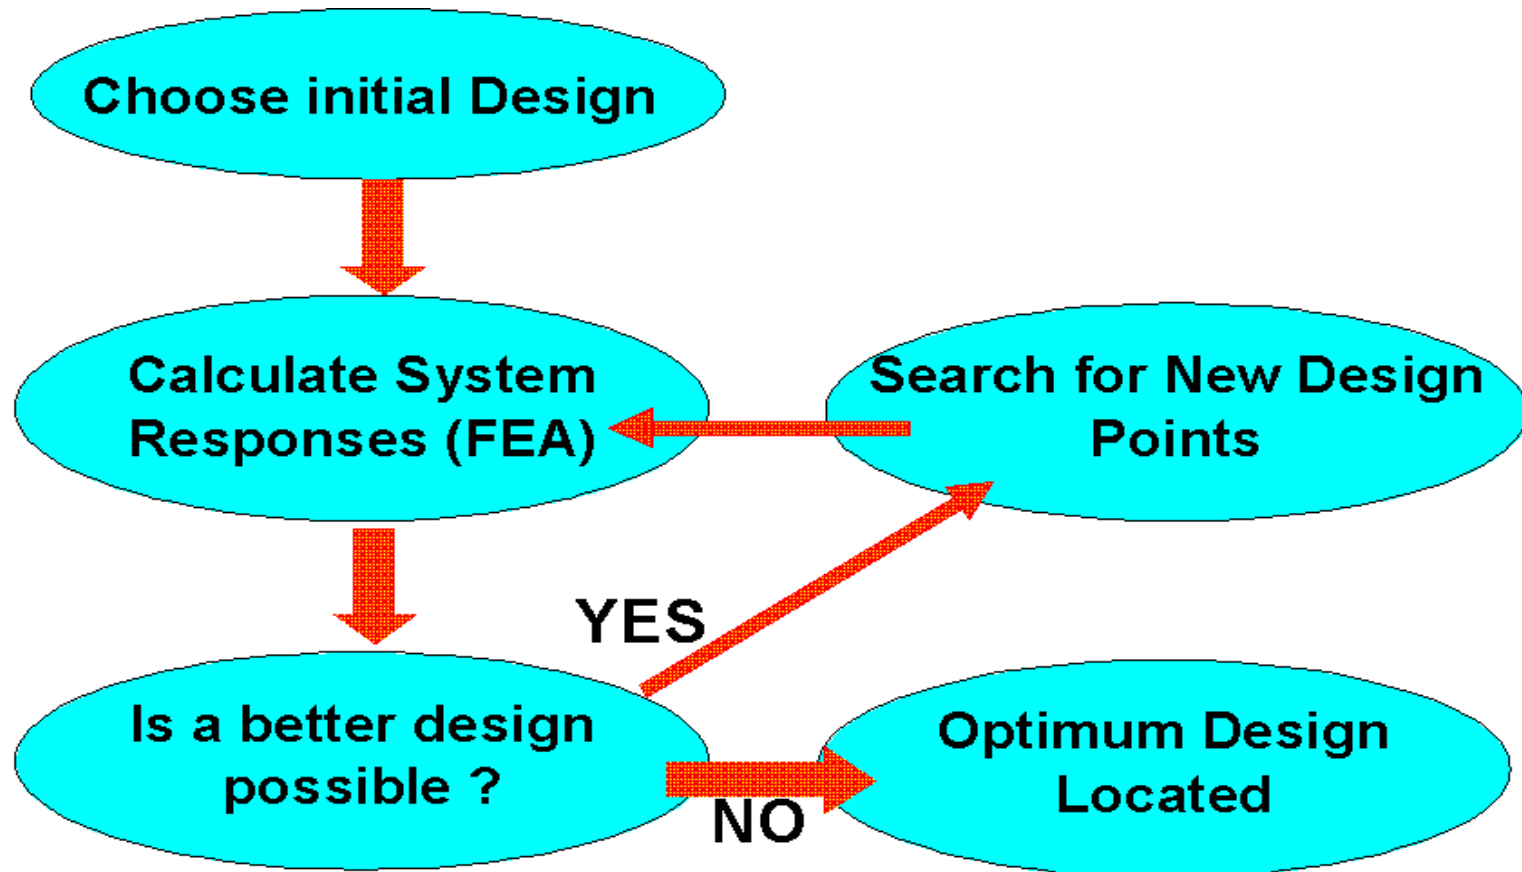 Choose initial Design
Calculate System
Responses (FEA)
Search for New Design
Points
YES
Is a better design
possible ?
NO
Optimum Design
Located